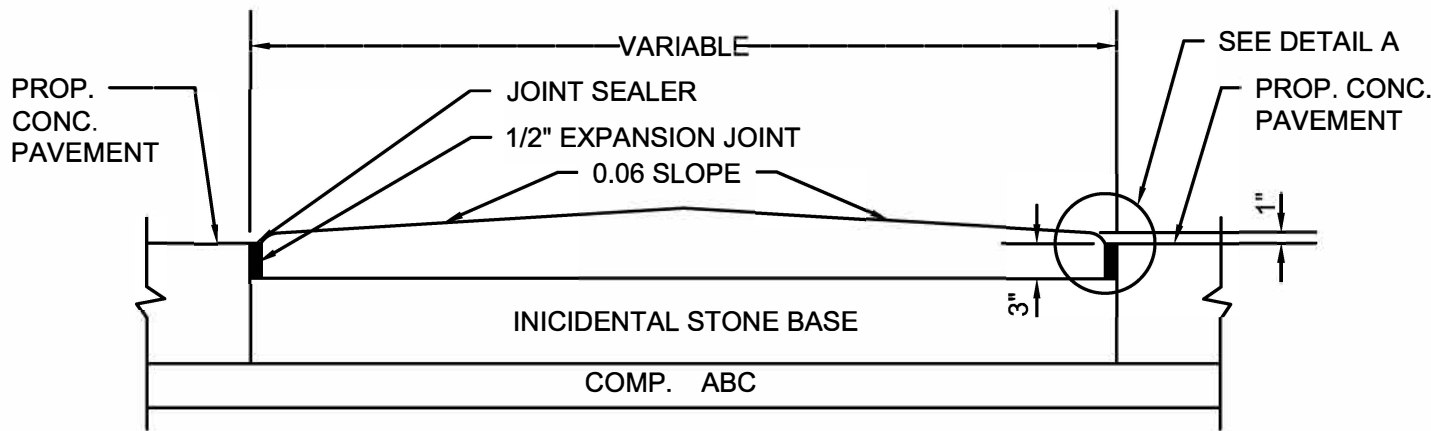 VARIABLE
SEE DETAIL A
PROP.
CONC.
PAVEMENT
JOINT SEALER
PROP. CONC.
PAVEMENT
1/2" EXPANSION JOINT
0.06 SLOPE
1"
3"
INICIDENTAL STONE BASE
COMP. ABC